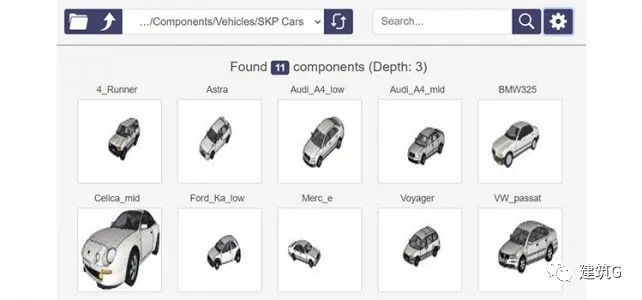 …/Components/Vehicles/SKP Cars
Search...
Found 11 components (Depth: 3)
4_Runner Astra Audi_A4_low Audi_A4_mld BMW325
Celica_mid Ford_Ka_low Merc_e Voyager VW_passat
建筑G